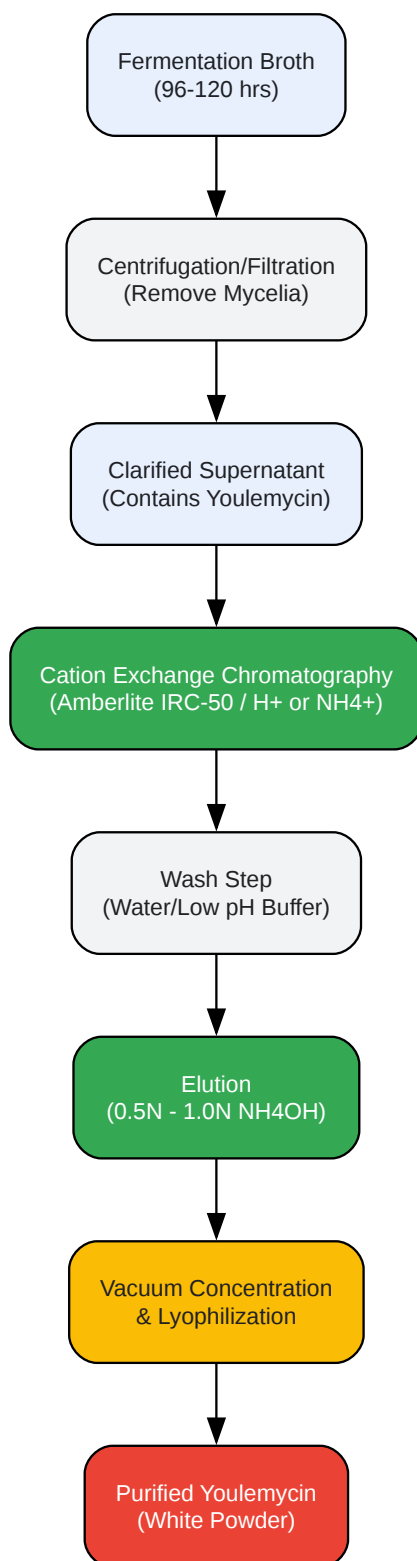 Fermentation Broth
(96-120 hrs)
Centrifugation/Filtration
(Remove Mycelia)
Clarified Supernatant
(Contains Youlemycin)
Cation Exchange Chromatography
(Amberlite IRC-50 / H+ or NH4+)
Wash Step
(Water/Low pH Buffer)
Elution
(0.5N - 1.0N NH4OH)
Vacuum Concentration
& Lyophilization
Purified Youlemycin
(White Powder)